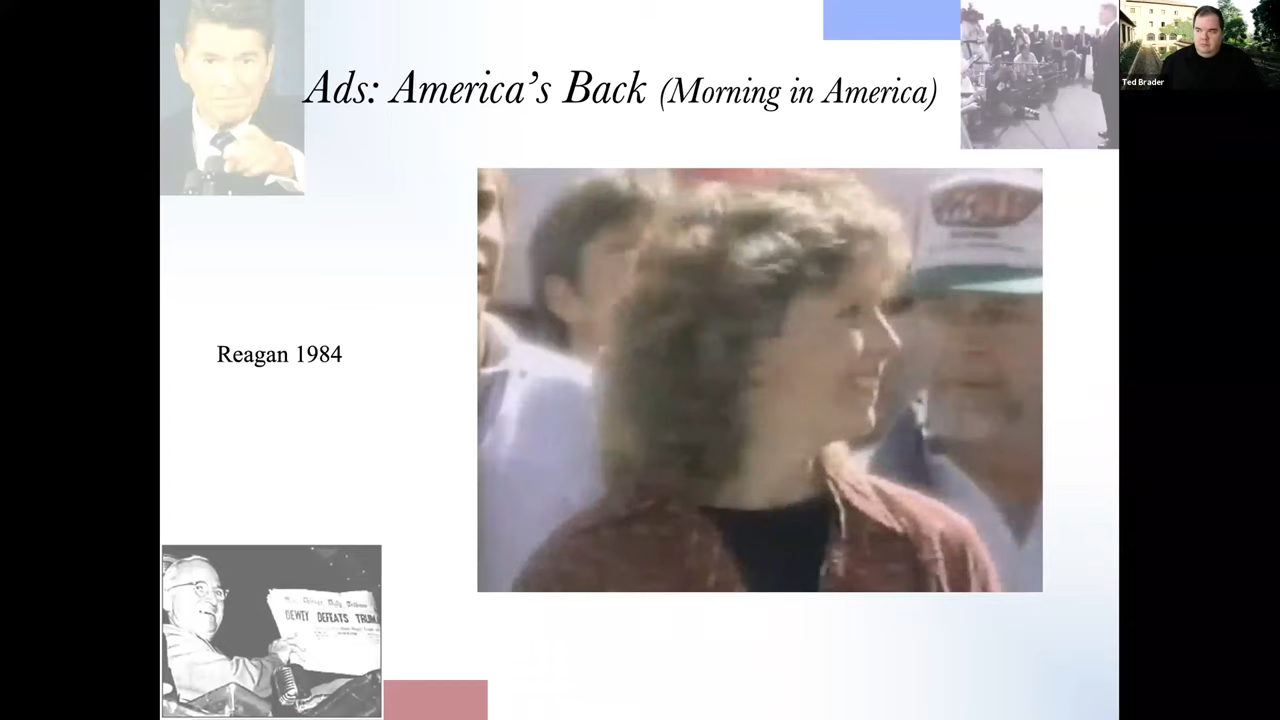 Ads: America's Back (Morning in America)
Ted Brader
Reagan 1984
DEWEY DEFEATS TRUMAN